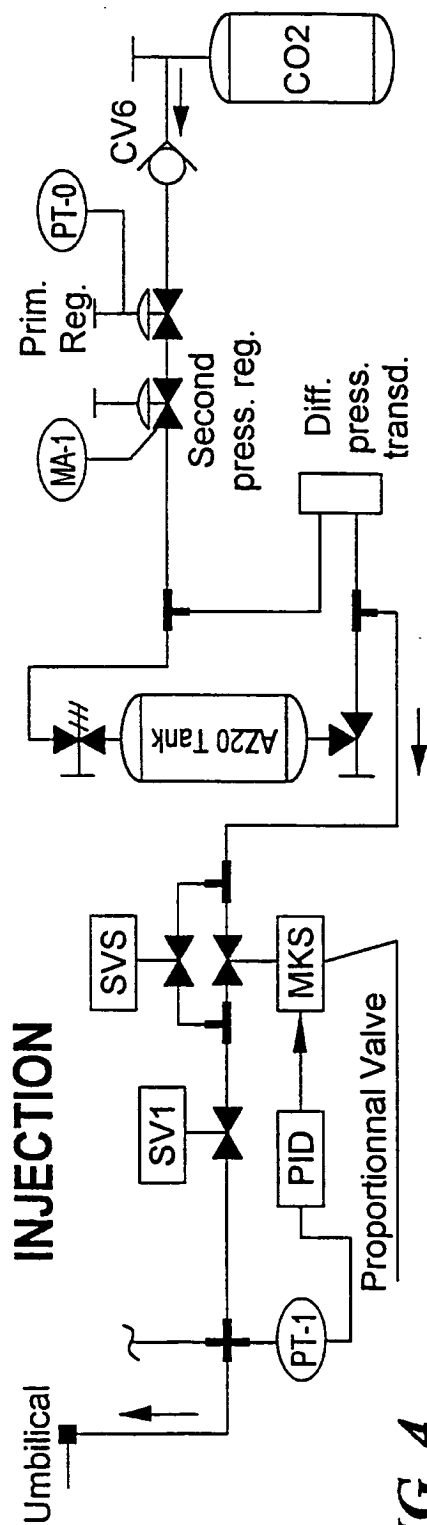 INJECTION
Umbilical
SV1
SVS
PT-1
PID
MKS
Proportionnal Valve
AZ20 Tank
MA-1
Second
press. reg.
Prim.
Reg.
PT-0
CV6
CO2
Diff.
press.
transd.
IG 4